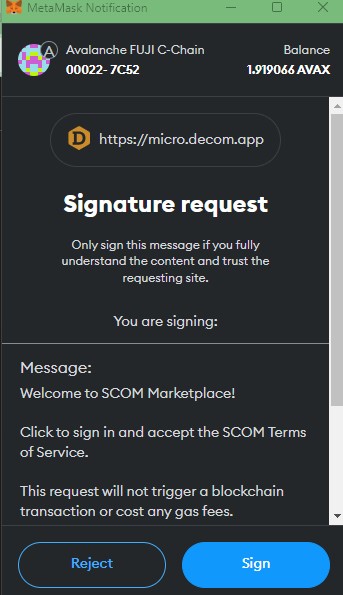 MetaMask Notification
Avalanche FUJI C-Chain
Balance
00022- 7C52
1.919066 AVAX
https://micro.decom.app
Signature request
Only sign this message if you fully
understand the content and trust the
requesting site.
You are signing:
Message:
Welcome to SCOM Marketplace!
Click to sign in and accept the SCOM Terms
of Service.
This request will not trigger a blockchain
transaction or cost any gas fees.
Reject
Sign